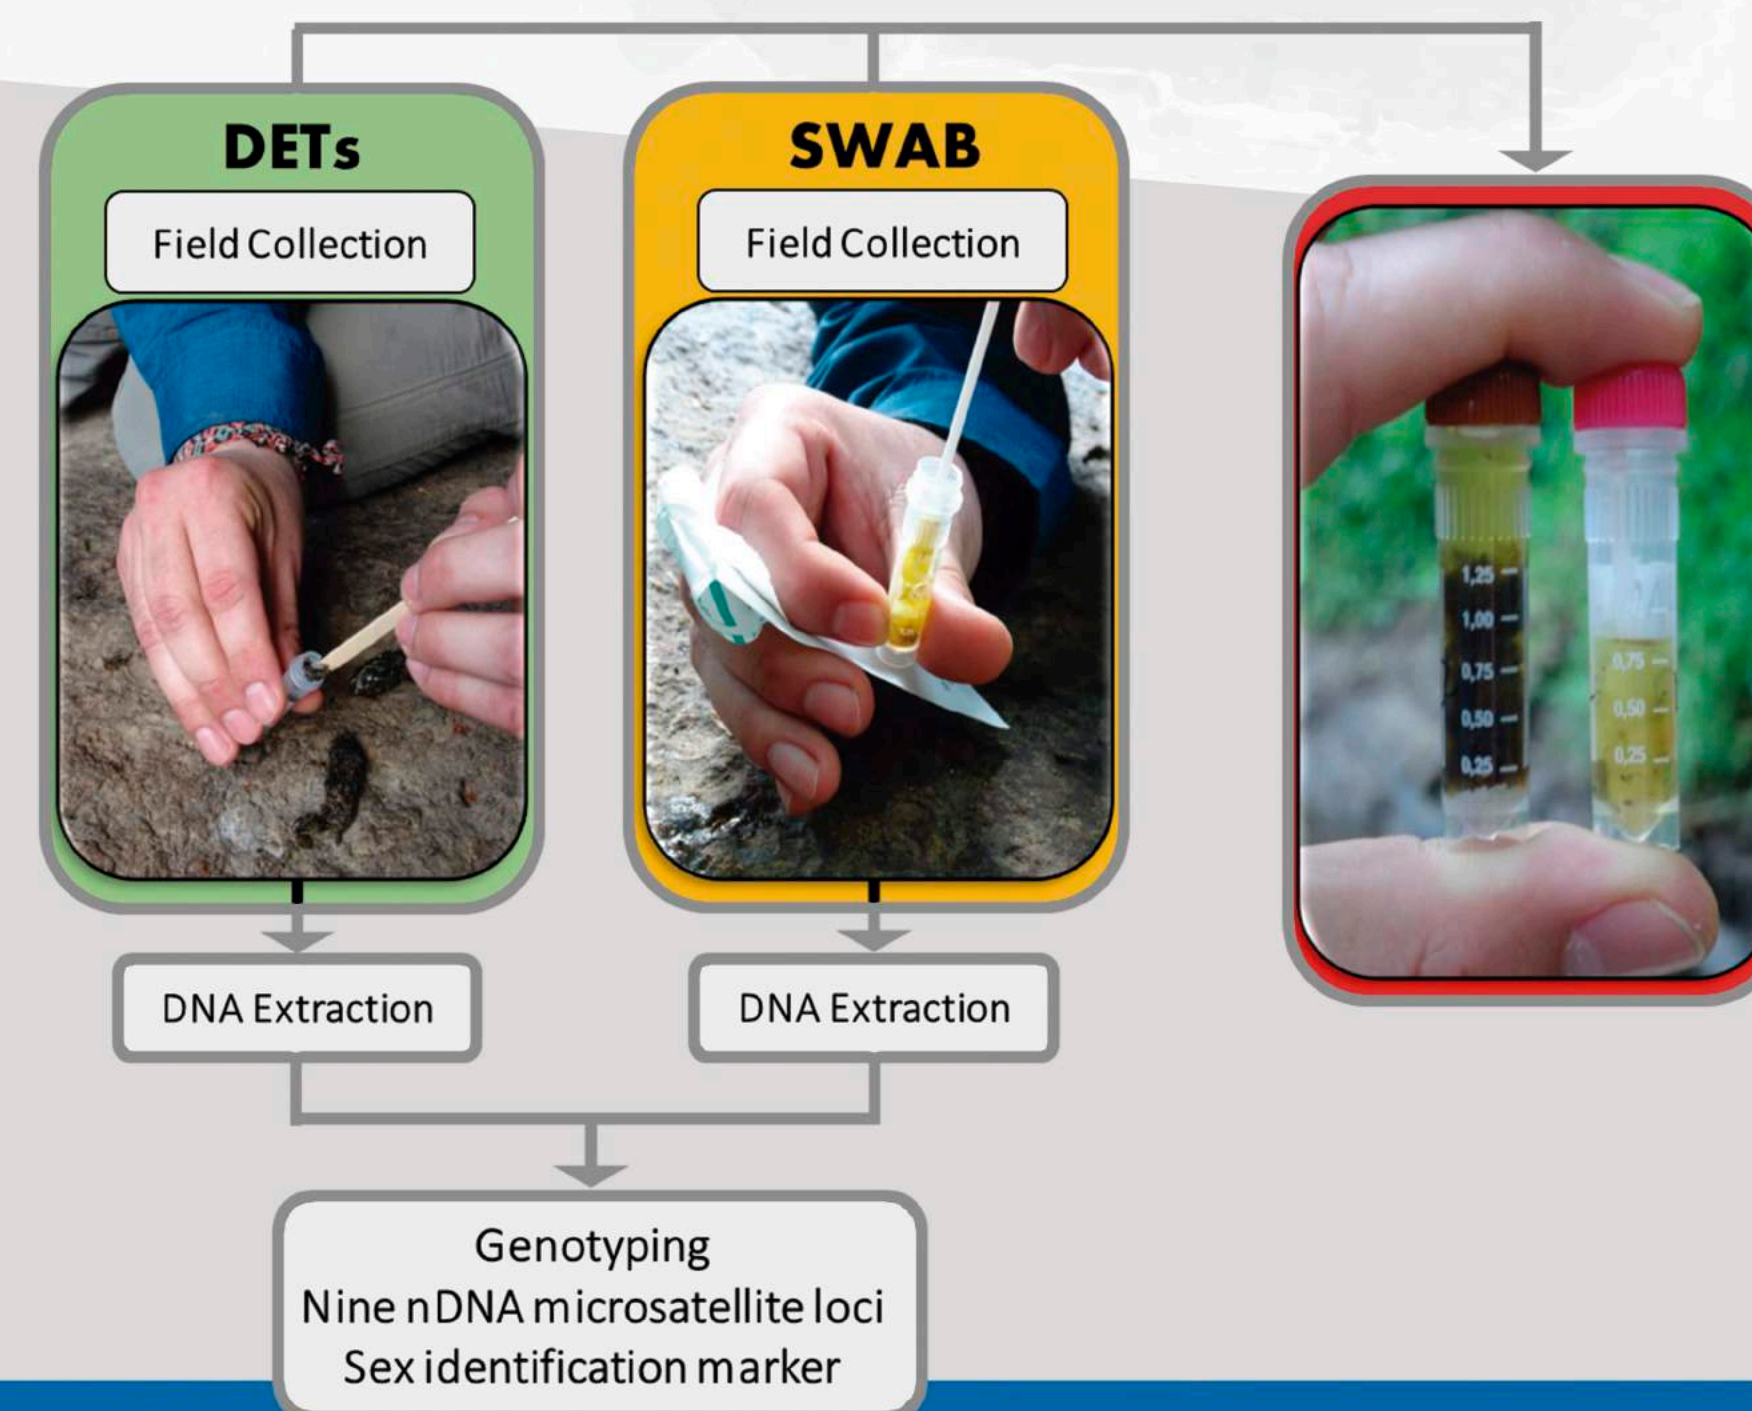 DETs
Field Collection
DNA Extraction
SWAB
Field Collection
DNA Extraction
1,25
1,00
0,75
0,50
0,25
0,75
0,50
0,25
Genotyping
Nine nDNA microsatellite loci
Sex identification marker